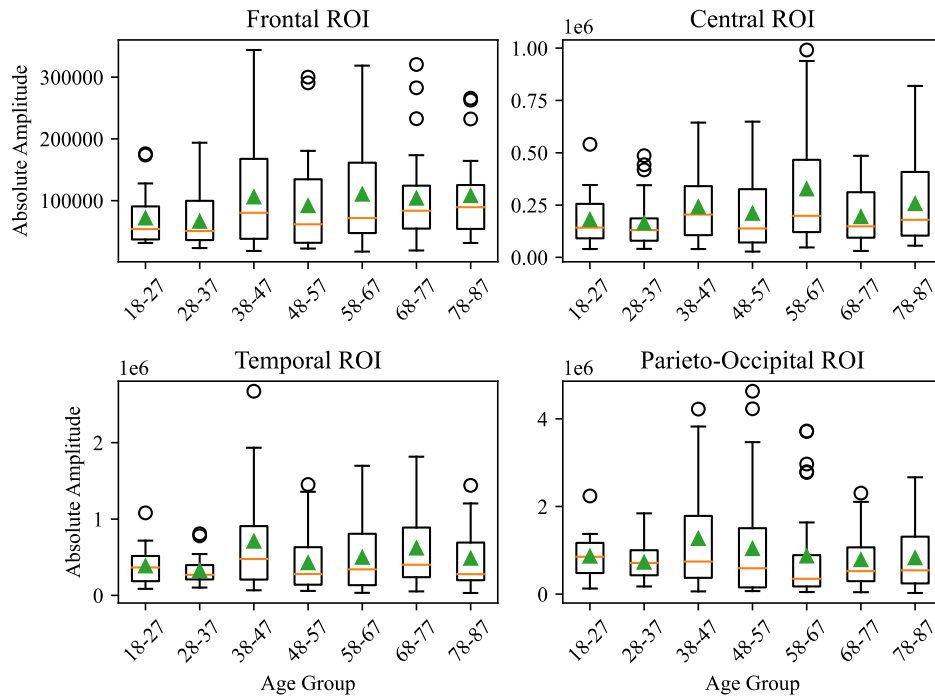 Frontal ROI
Absolute Amplitude
300000
200000
100000
18-27 28-37 38-47 48-57 58-67 68-77 78-87
Central ROI
1e6
1.00
0.75
0.50
0.25
0.00
18-27 28-37 38-47 48-57 58-67 68-77 78-87
Temporal ROI
1e6
Absolute Amplitude
2
1
0
18-27 28-37 38-47 48-57 58-67 68-77 78-87
Age Group
Parieto-Occipital ROI
1e6
4
2
0
18-27 28-37 38-47 48-57 58-67 68-77 78-87
Age Group